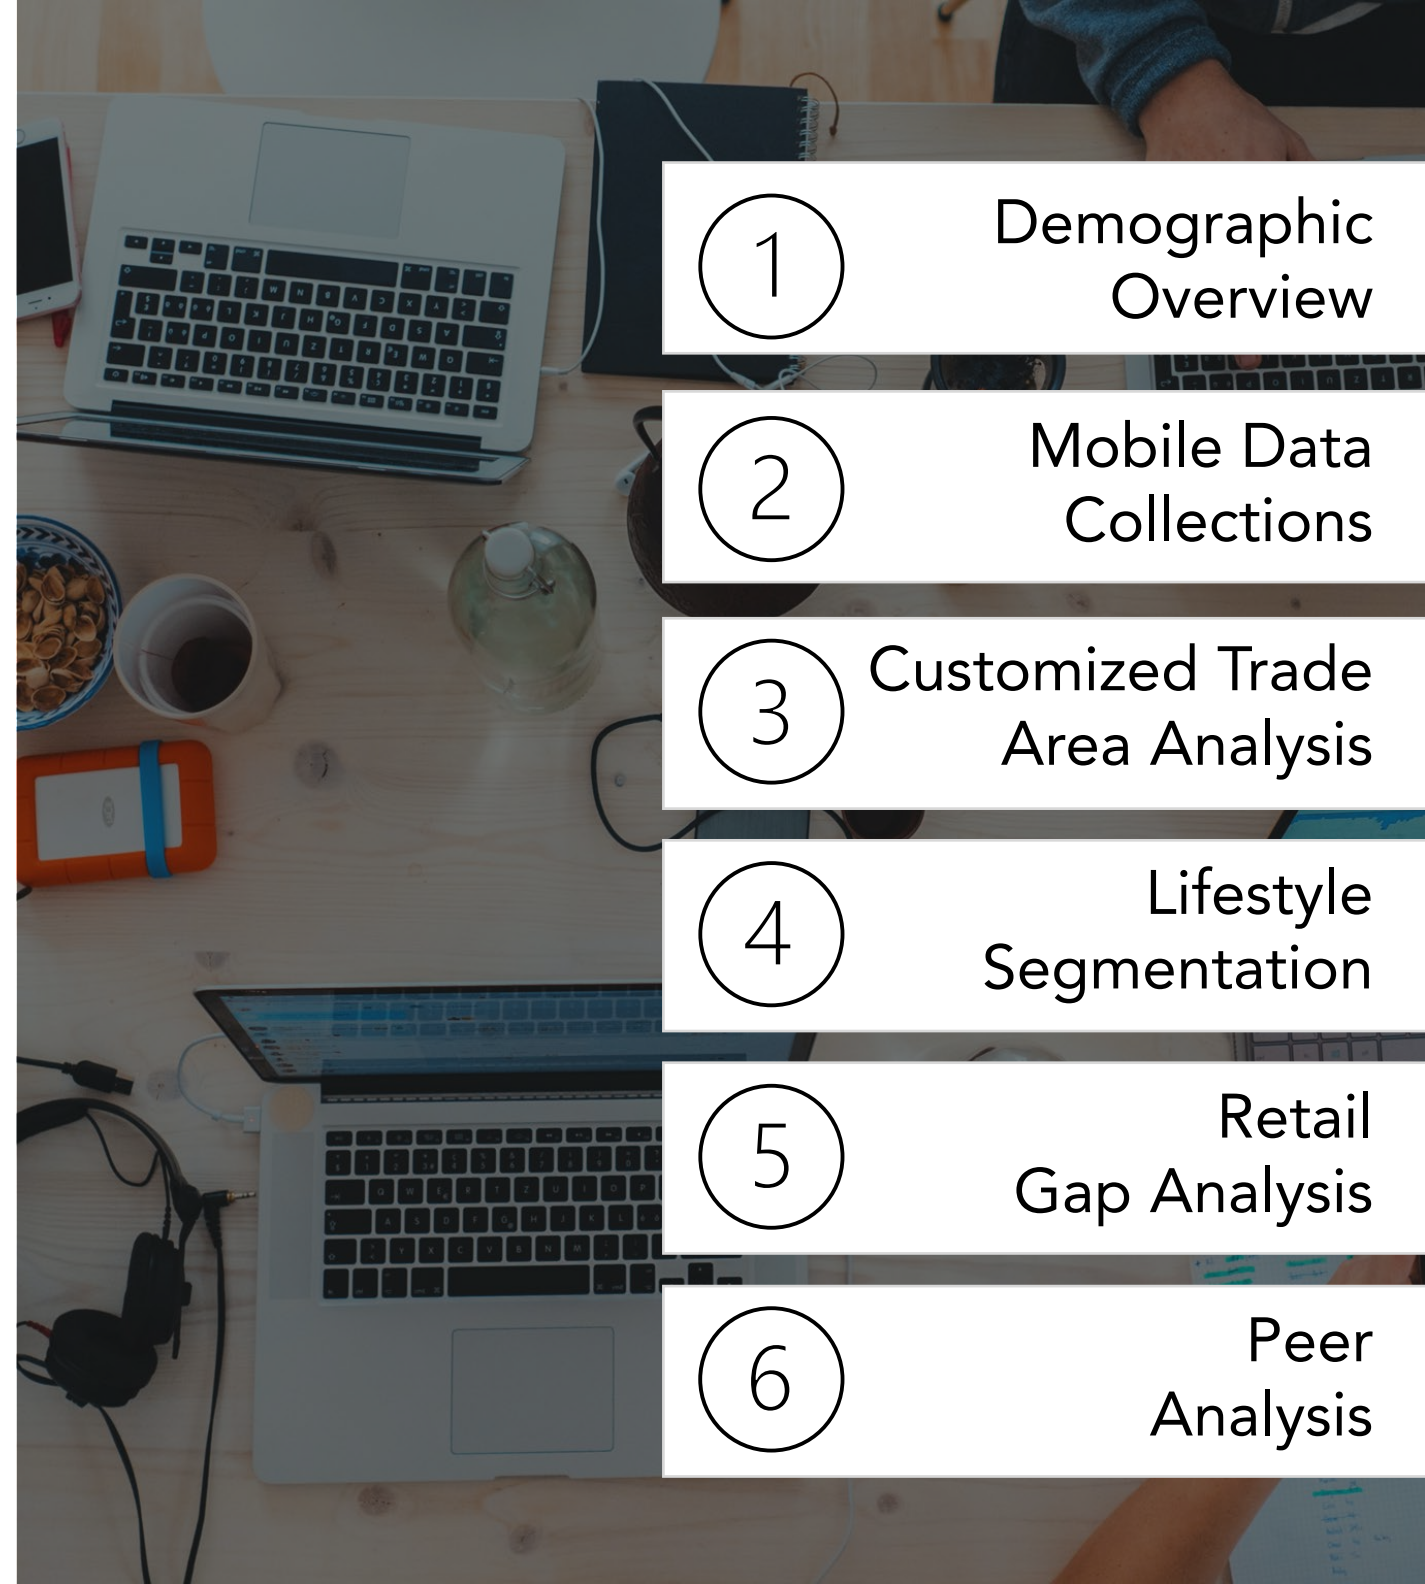 1
Demographic
Overview
2
Mobile Data
Collections
3
Customized Trade
Area Analysis
4
Lifestyle
Segmentation
5
Retail
Gap Analysis
6
Peer
Analysis